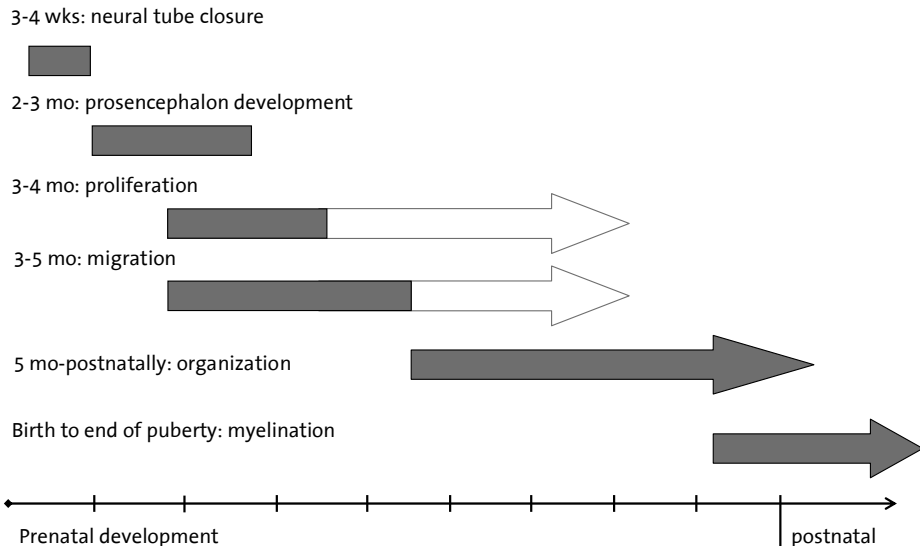 3-4 wks: neural tube closure
2-3 mo: prosencephalon development
3-4 mo: proliferation
3-5 mo: migration
5 mo-postnatally: organization
Birth to end of puberty: myelination
Prenatal development
postnatal